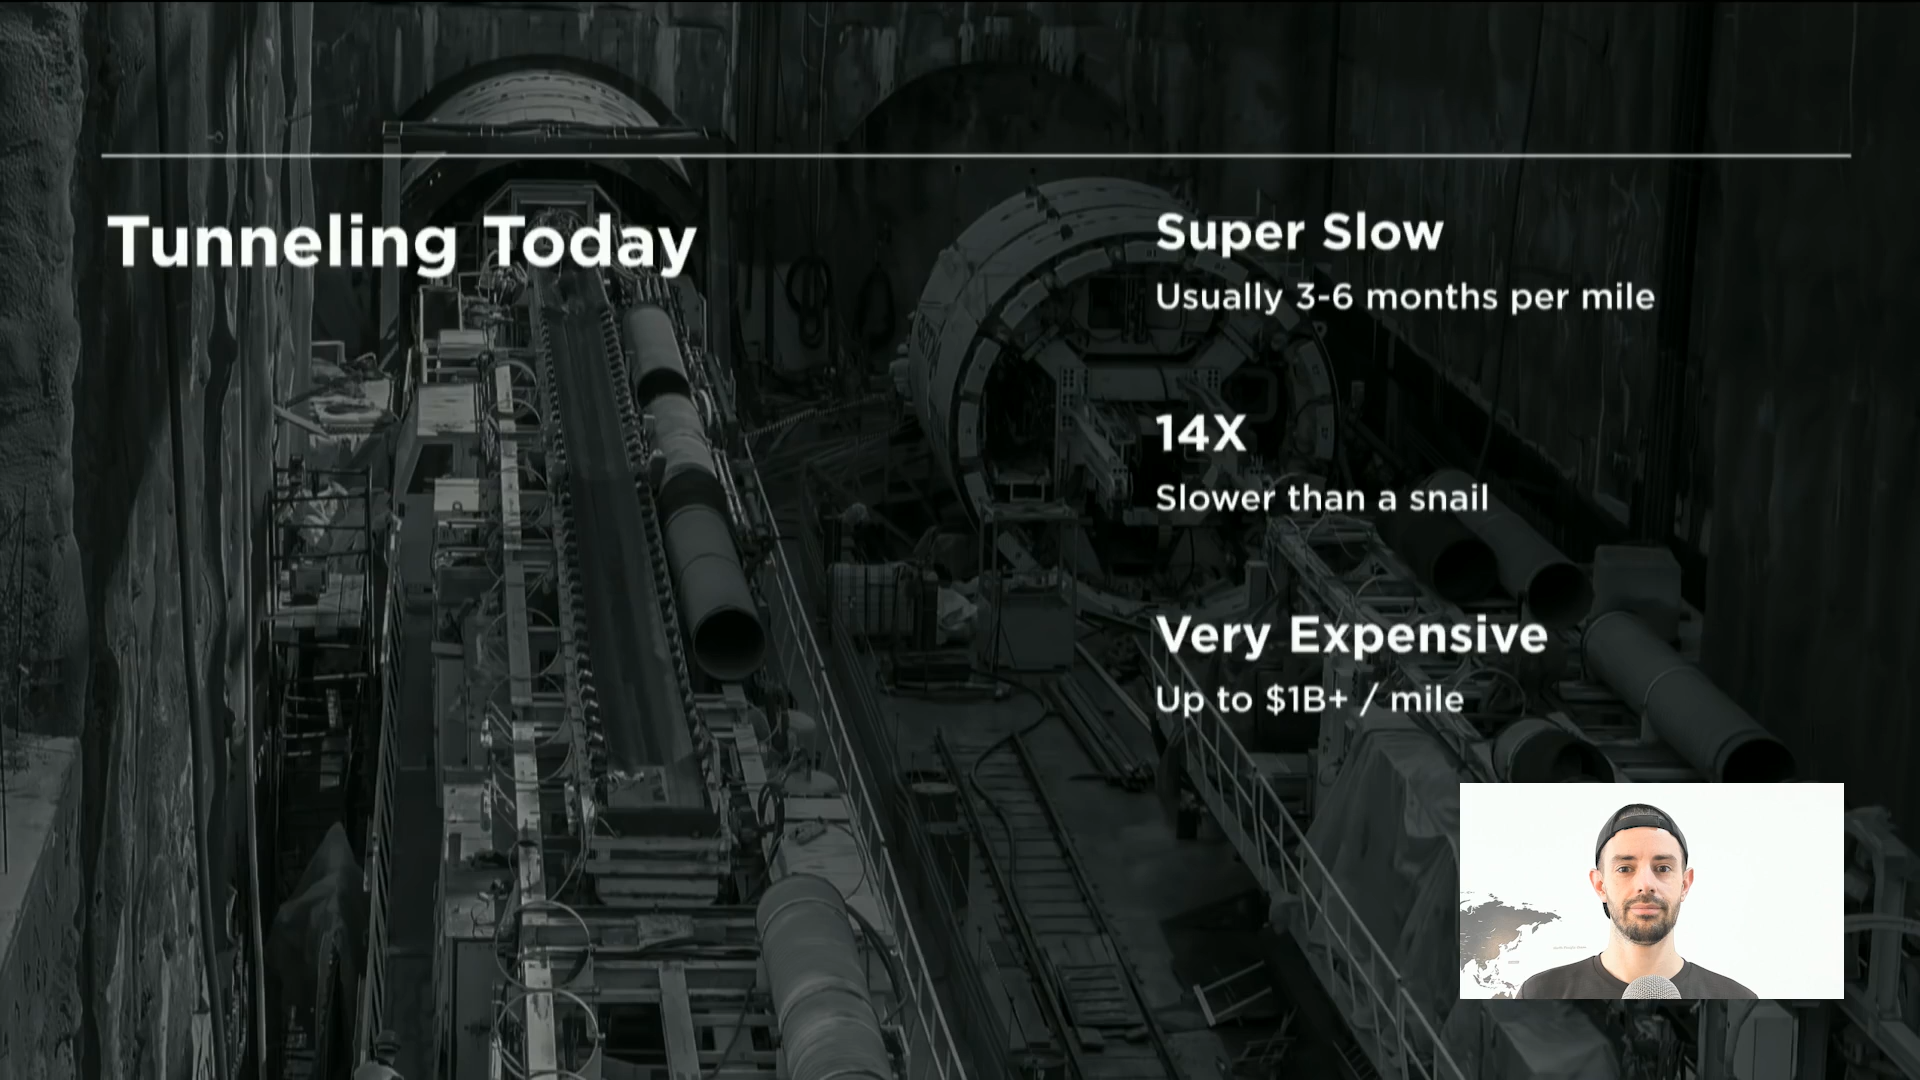 Tunneling Today
Super Slow
Usually 3-6 months per mile
14X
Slower than a snail
Very Expensive
Up to $1B+ / mile